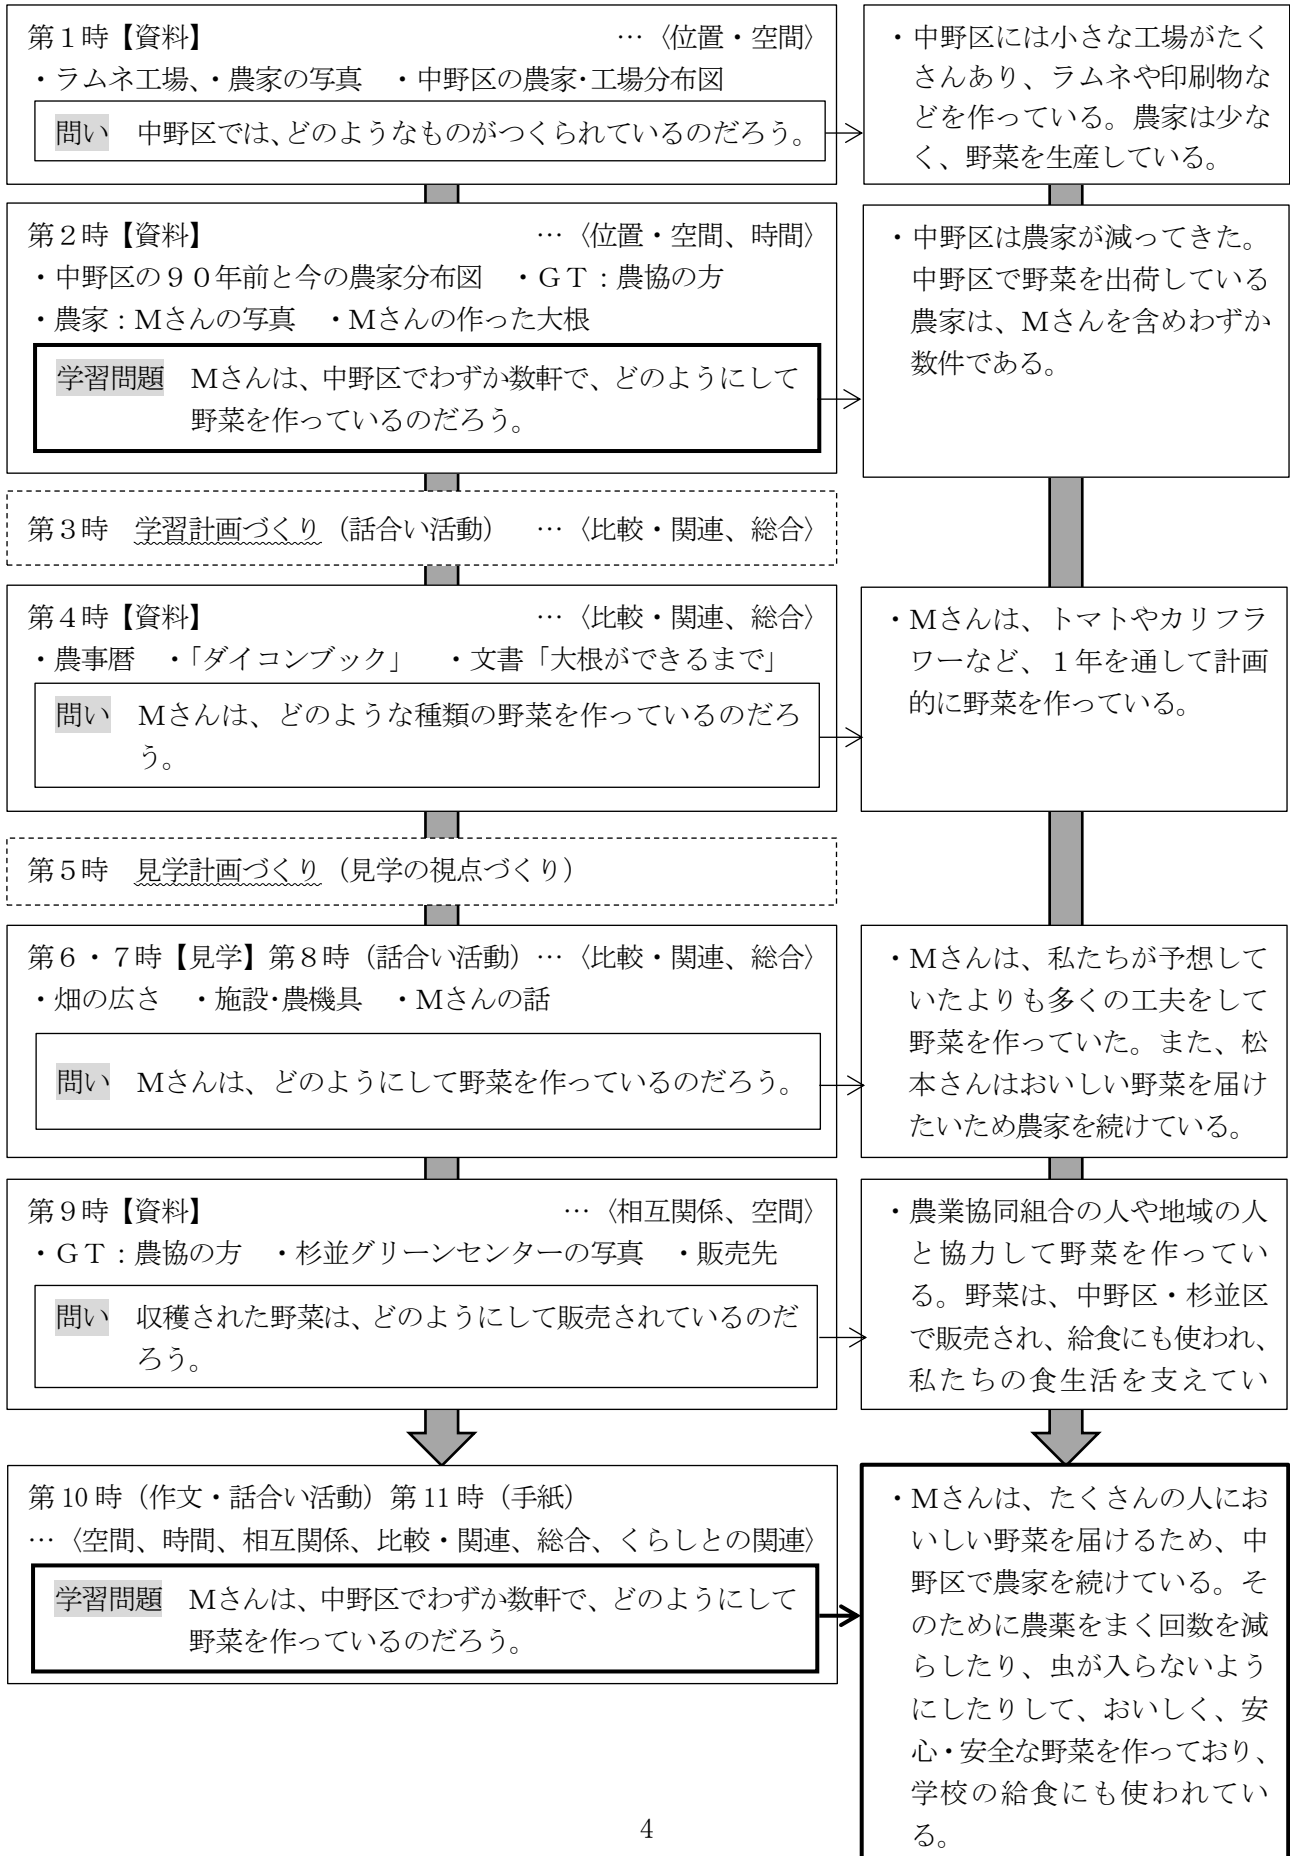 第１時【資料】 …〈位置・空間〉
・ラムネ工場、・農家の写真　・中野区の農家・工場分布図
問い　中野区では、どのようなものがつくられているのだろう。
・中野区には小さな工場がたく
さんあり、ラムネや印刷物な
どを作っている。農家は少な
く、野菜を生産している。
第２時【資料】 …〈位置・空間、時間〉
・中野区の９０年前と今の農家分布図　・ＧＴ：農協の方
・農家：Ｍさんの写真　・Ｍさんの作った大根
学習問題　Ｍさんは、中野区でわずか数軒で、どのようにして
野菜を作っているのだろう。
・中野区は農家が減ってきた。
中野区で野菜を出荷している
農家は、Ｍさんを含めわずか
数件である。
第３時　学習計画づくり（話合い活動）　…〈比較・関連、総合〉
第４時【資料】 …〈比較・関連、総合〉
・農事暦　・「ダイコンブック」　・文書「大根ができるまで」
問い　Ｍさんは、どのような種類の野菜を作っているのだろ
う。
・Ｍさんは、トマトやカリフラ
ワーなど、１年を通して計画
的に野菜を作っている。
第５時　見学計画づくり（見学の視点づくり）
第６・７時【見学】第８時（話合い活動）…〈比較・関連、総合〉
・畑の広さ　・施設・農機具　・Ｍさんの話
問い　Ｍさんは、どのようにして野菜を作っているのだろう。
・Ｍさんは、私たちが予想して
いたよりも多くの工夫をして
野菜を作っていた。また、松
本さんはおいしい野菜を届け
たいため農家を続けている。
第９時【資料】 …〈相互関係、空間〉
・ＧＴ：農協の方　・杉並グリーンセンターの写真　・販売先
問い　収穫された野菜は、どのようにして販売されているのだ
ろう。
・農業協同組合の人や地域の人
と協力して野菜を作ってい
る。野菜は、中野区・杉並区
で販売され、給食にも使われ、
私たちの食生活を支えてい
第10時（作文・話合い活動）第11時（手紙）
…〈空間、時間、相互関係、比較・関連、総合、くらしとの関連〉
学習問題　Ｍさんは、中野区でわずか数軒で、どのようにして
野菜を作っているのだろう。
・Ｍさんは、たくさんの人にお
いしい野菜を届けるため、中
野区で農家を続けている。そ
のために農薬をまく回数を減
らしたり、虫が入らないよう
にしたりして、おいしく、安
心・安全な野菜を作っており、
学校の給食にも使われてい
る。
4